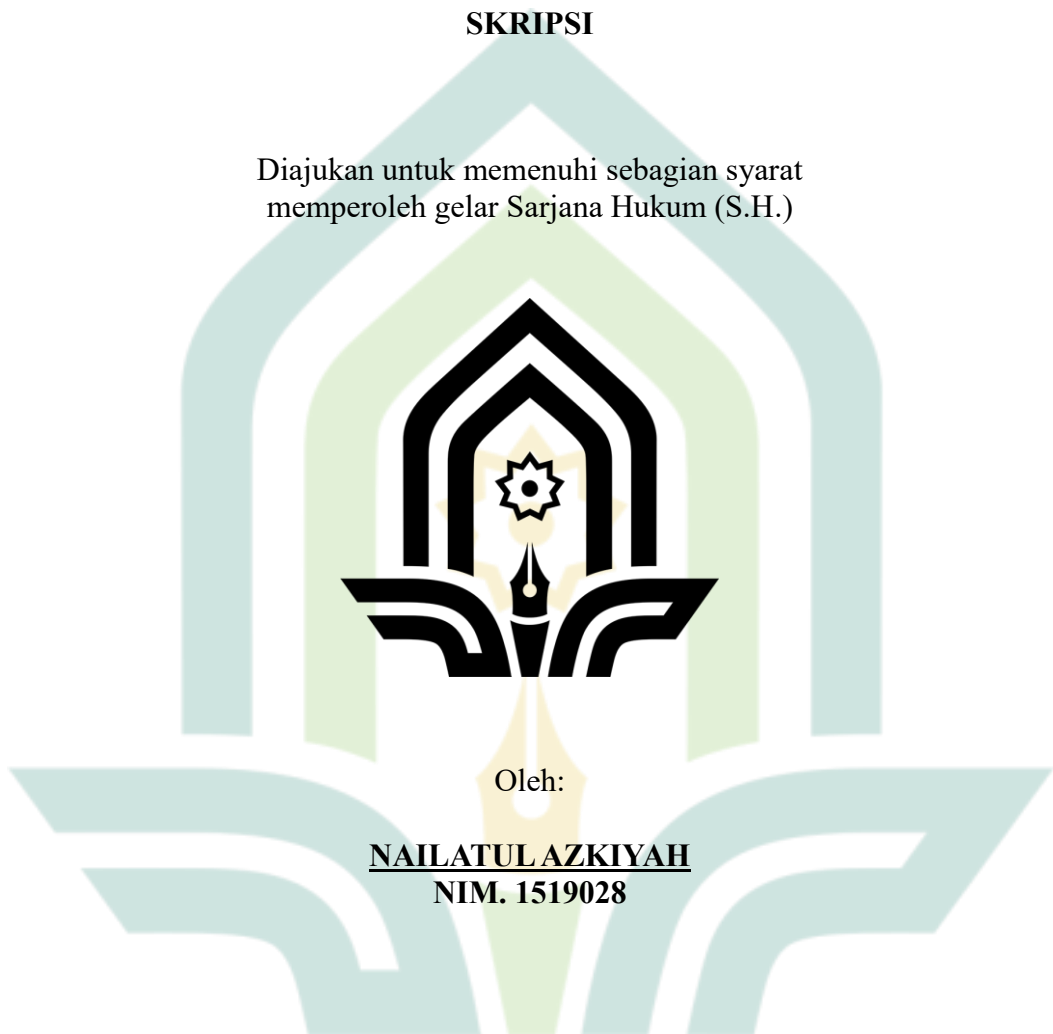 SKRIPSI
Diajukan untuk memenuhi sebagian syarat
memperoleh gelar Sarjana Hukum (S.H.)
Oleh:
NAILATUL AZKIYAH
NIM. 1519028